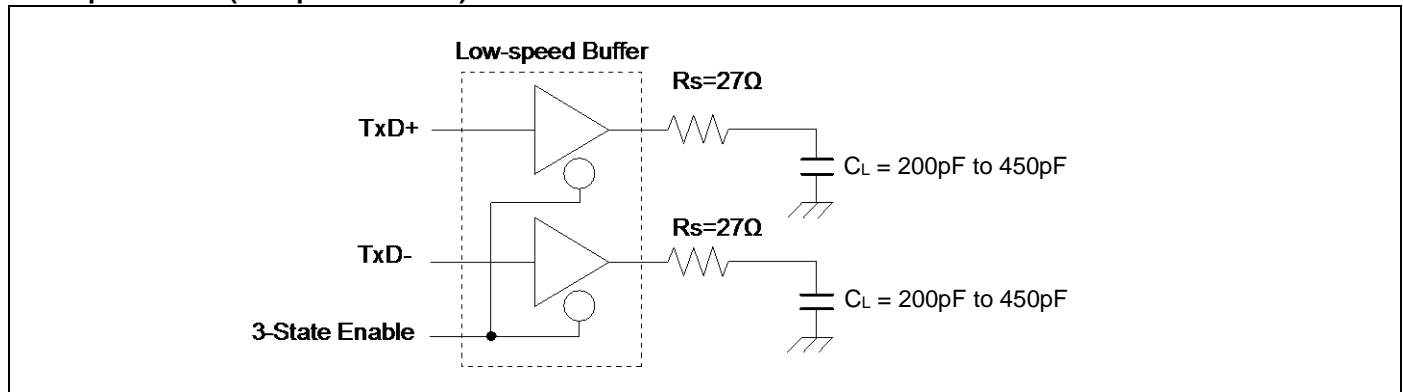 Low-speed Buffer
Rs=27Ω
TxD+
CL = 200pF to 450pF
Rs=27Ω
TxD-
CL = 200pF to 450pF
3-State Enable